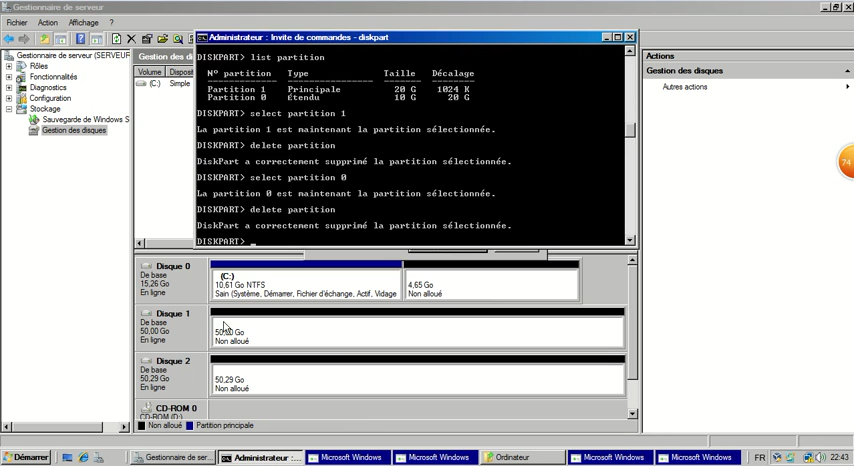 Gestionnaire de serveur
Fichier Action Affichage ?
Gestionnaire de serveur (SERVEUR
Rôles
Fonctionnalités
Diagnostics
Configuration
Stockage
Sauvegarde de Windows S
Gestion des disques
Gestion des di
Volume Disposit
(C:) Simple
Administrateur : Invite de commandes - diskpart
DISKPART> list partition
N° partition Type Taille Décalage
Partition 1 Principale 20 G 1024 K
Partition 0 Étendu 10 G 20 G
DISKPART> select partition 1
La partition 1 est maintenant la partition sélectionnée.
DISKPART> delete partition
DiskPart a correctement supprimé la partition sélectionnée.
DISKPART> select partition 0
La partition 0 est maintenant la partition sélectionnée.
DISKPART> delete partition
DiskPart a correctement supprimé la partition sélectionnée.
DISKPART> _
Actions
Gestion des disques
Autres actions
74
Disque 0
De base
15,26 Go
En ligne
(C:)
10,61 Go NTFS
Sain (Système, Démarrer, Fichier d'échange, Actif, Vidage
4,65 Go
Non alloué
Disque 1
De base
50,00 Go
En ligne
50,00 Go
Non alloué
Disque 2
De base
50,29 Go
En ligne
50,29 Go
Non alloué
CD-ROM 0
CD-ROM (D:)
Non alloué Partition principale
Démarrer Gestionnaire de ser... Administrateur :... Microsoft Windows Microsoft Windows Ordinateur Microsoft Windows Microsoft Windows FR 22:43